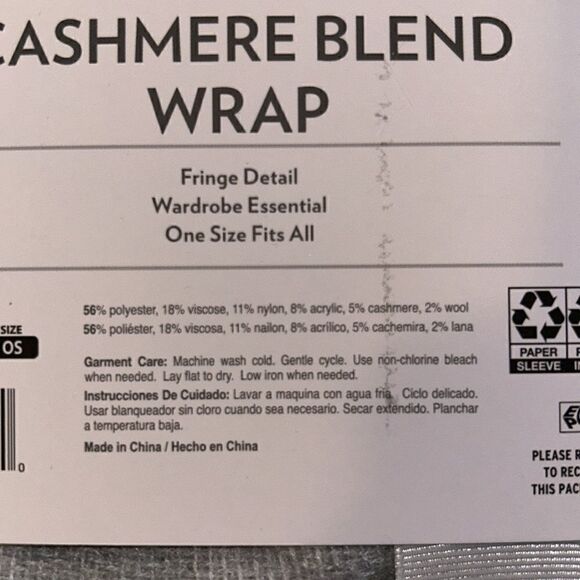 CASHMERE BLEND
WRAP
Fringe Detail
Wardrobe Essential
One Size Fits All
SIZE
OS
56% polyester, 18% viscose, 11% nylon, 8% acrylic, 5% cashmere, 2% wool
56% poliéster, 18% viscosa, 11% nailon, 8% acrílico, 5% cachemira, 2% lana
Garment Care: Machine wash cold. Gentle cycle. Use non-chlorine bleach
when needed. Lay flat to dry. Low iron when needed.
Instrucciones De Cuidado: Lavar a maquina con agua fria. Ciclo delicado.
Usar blanqueador sin cloro cuando sea necesario. Secar extendido. Planchar
a temperatura baja.
Made in China / Hecho en China
0
PAPER
SLEEVE
PLEASE
TO
THIS